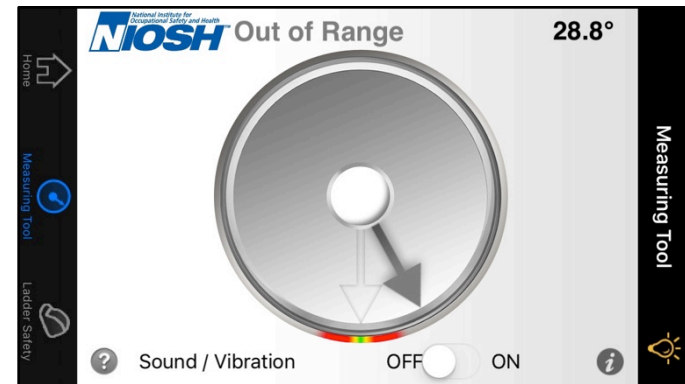 National Institute for
Occupational Safety and Health
NIOSH
Out of Range
28.8°
Home
Measuring Tool
Ladder Safety
Measuring Tool
?
Sound / Vibration
OFF
ON
i